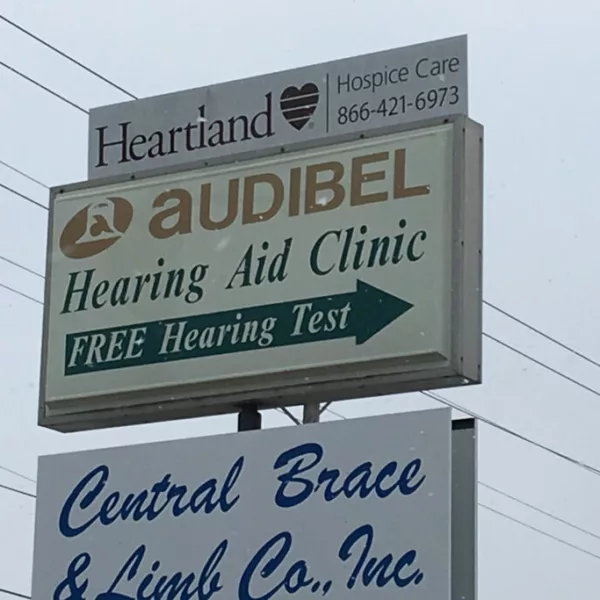 Heartland
Hospice Care
866-421-6973
aUDIBEL
Hearing Aid Clinic
FREE Hearing Test
Central Brace
& Limb Co., Inc.